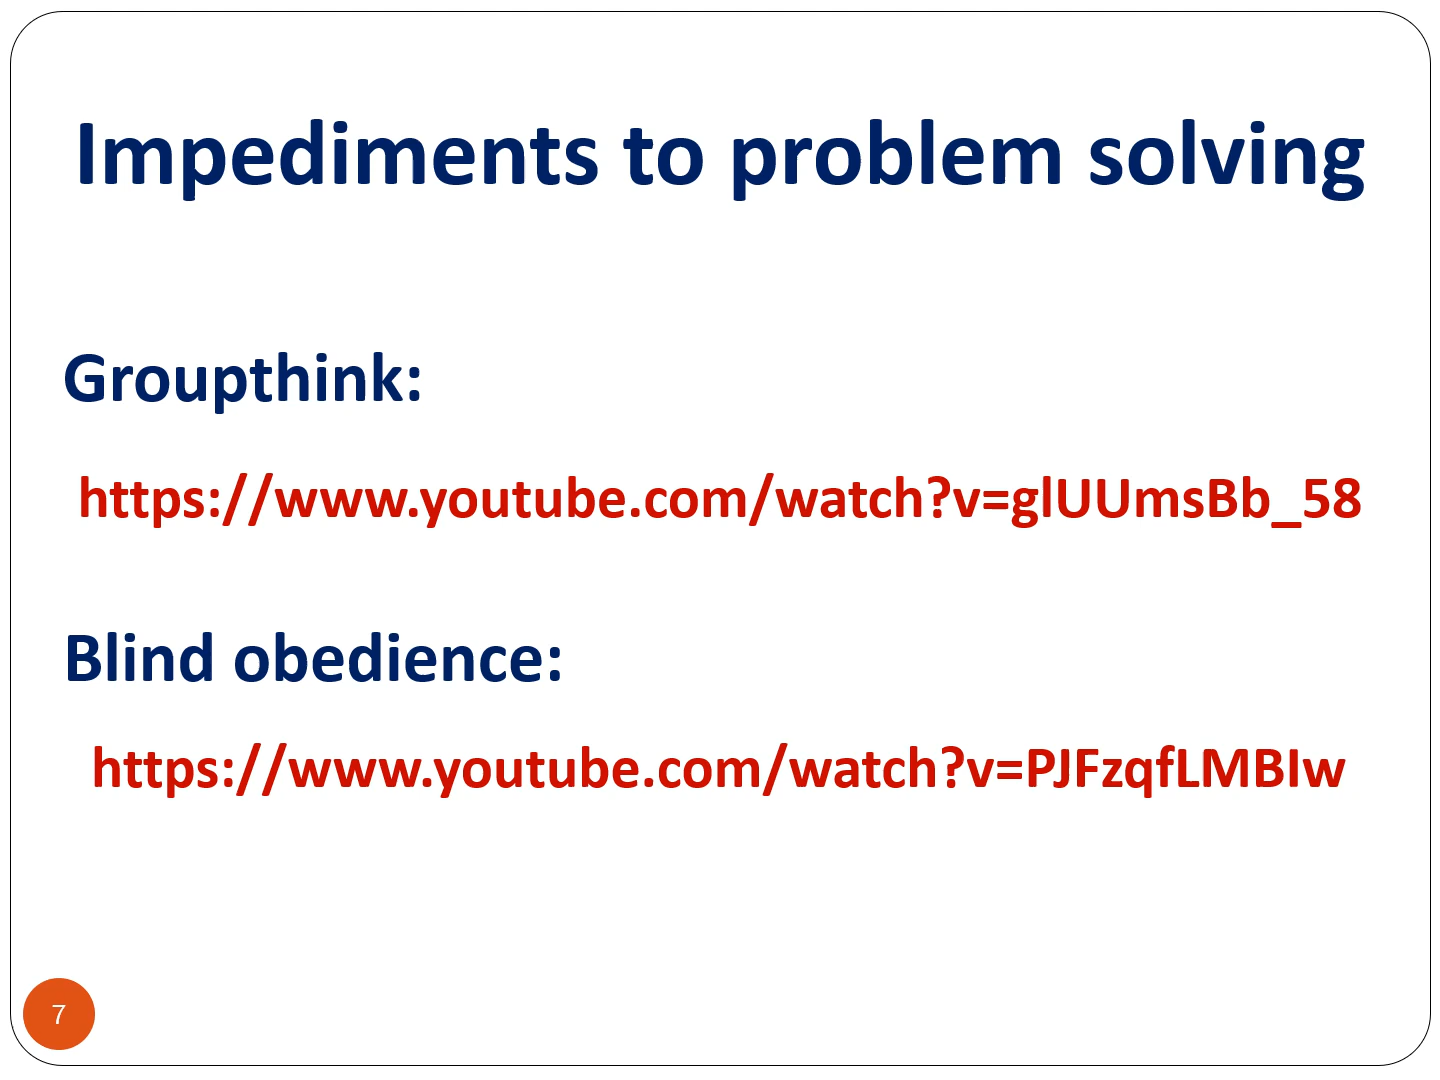 Impediments to problem solving
Groupthink:
https://www.youtube.com/watch?v=glUUmsBb_58
Blind obedience:
https://www.youtube.com/watch?v=PJFzqfLMBIw
7